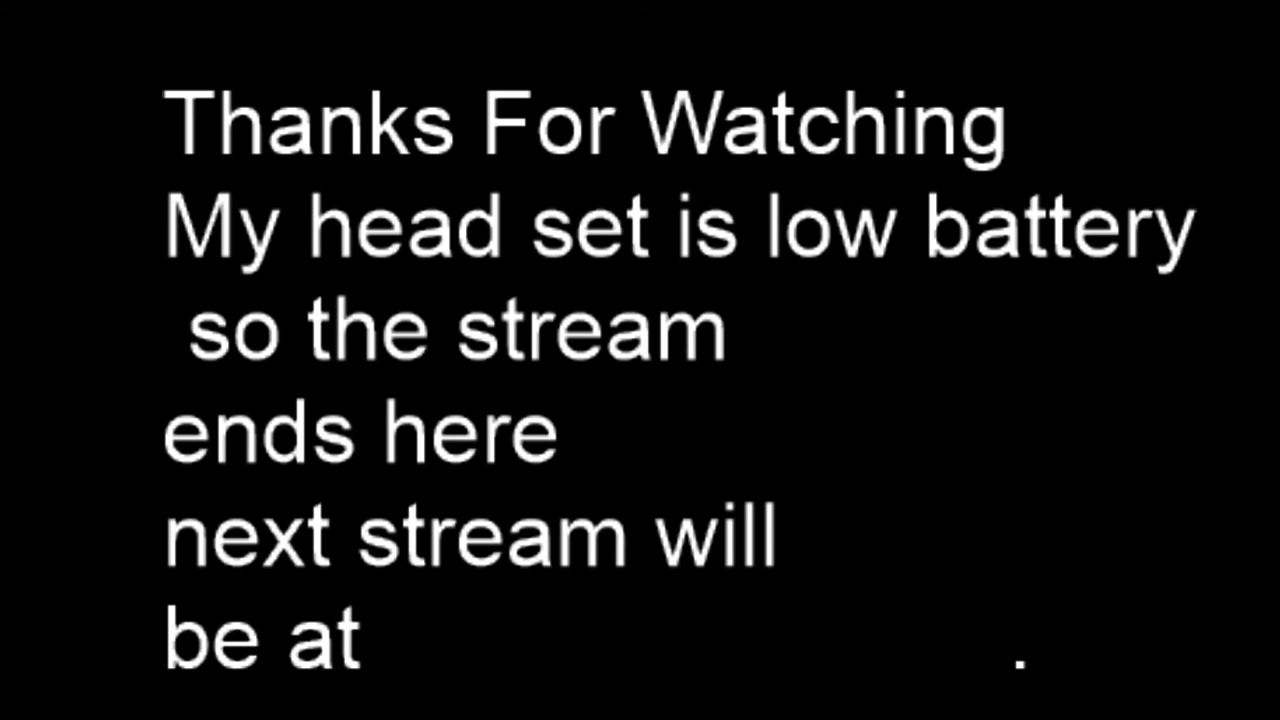 Thanks For Watching
My head set is low battery
so the stream
ends here
next stream will
be at .